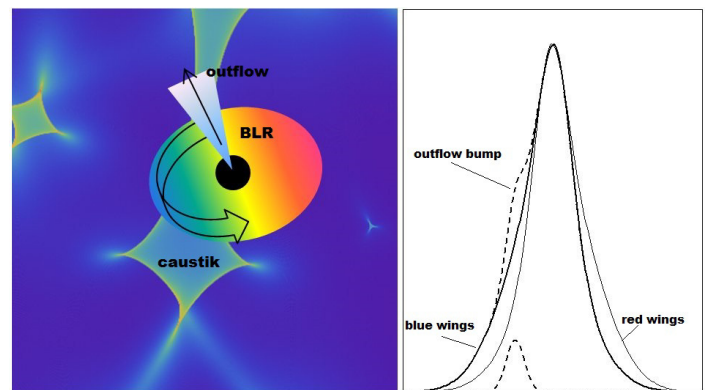 outflow
BLR
caustik
outflow bump
blue wings
red wings